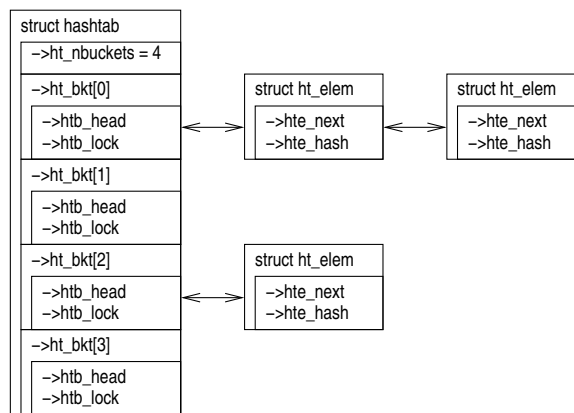 struct hashtab
−>ht_nbuckets = 4
−>ht_bkt[0]
−>htb_head
−>htb_lock
struct ht_elem
−>hte_next
−>hte_hash
struct ht_elem
−>hte_next
−>hte_hash
−>ht_bkt[1]
−>htb_head
−>htb_lock
−>ht_bkt[2]
−>htb_head
−>htb_lock
struct ht_elem
−>hte_next
−>hte_hash
−>ht_bkt[3]
−>htb_head
−>htb_lock